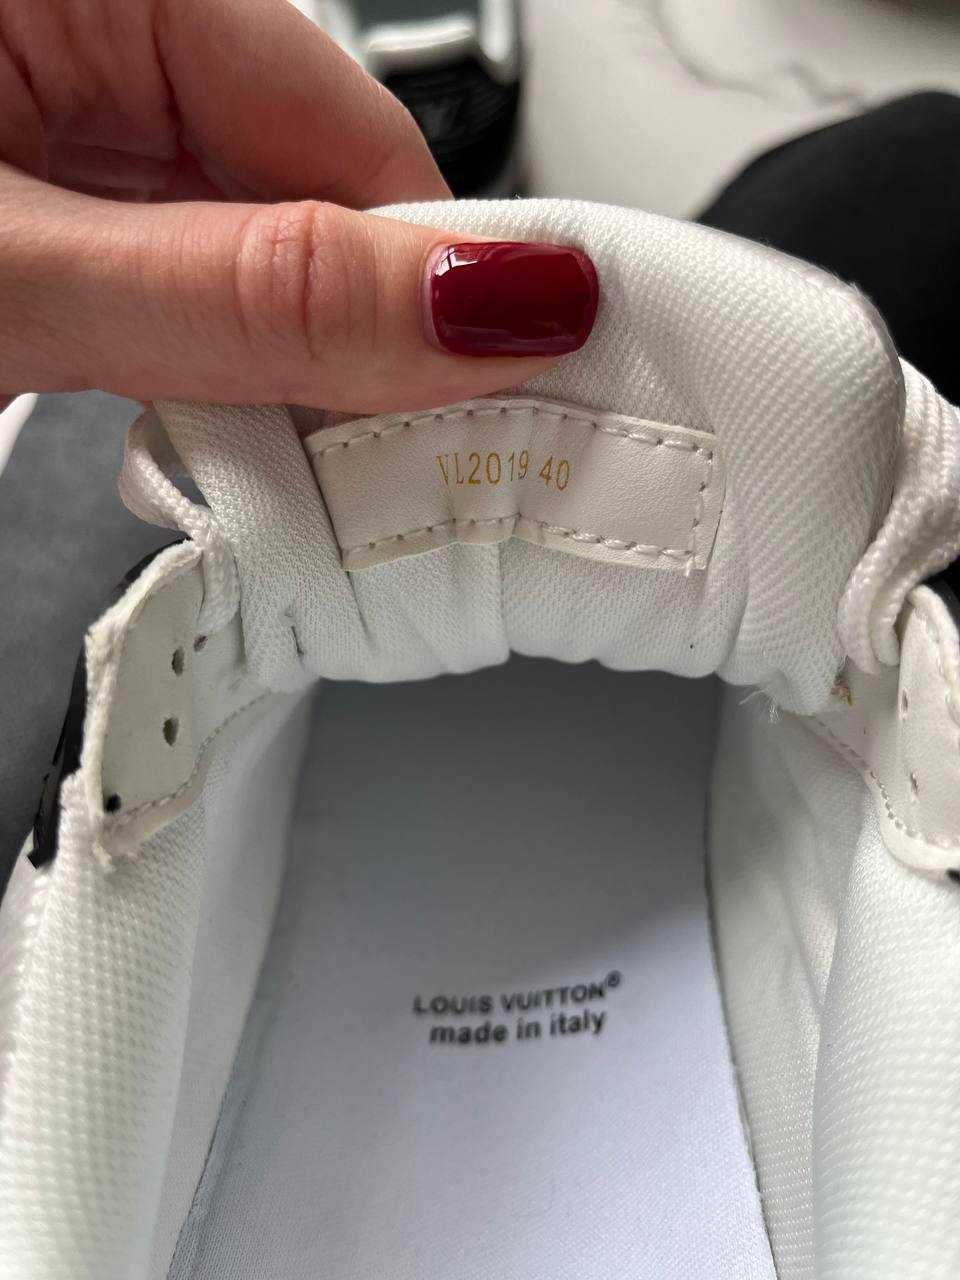 VL2019 40
LOUIS VUITTON®
made in italy